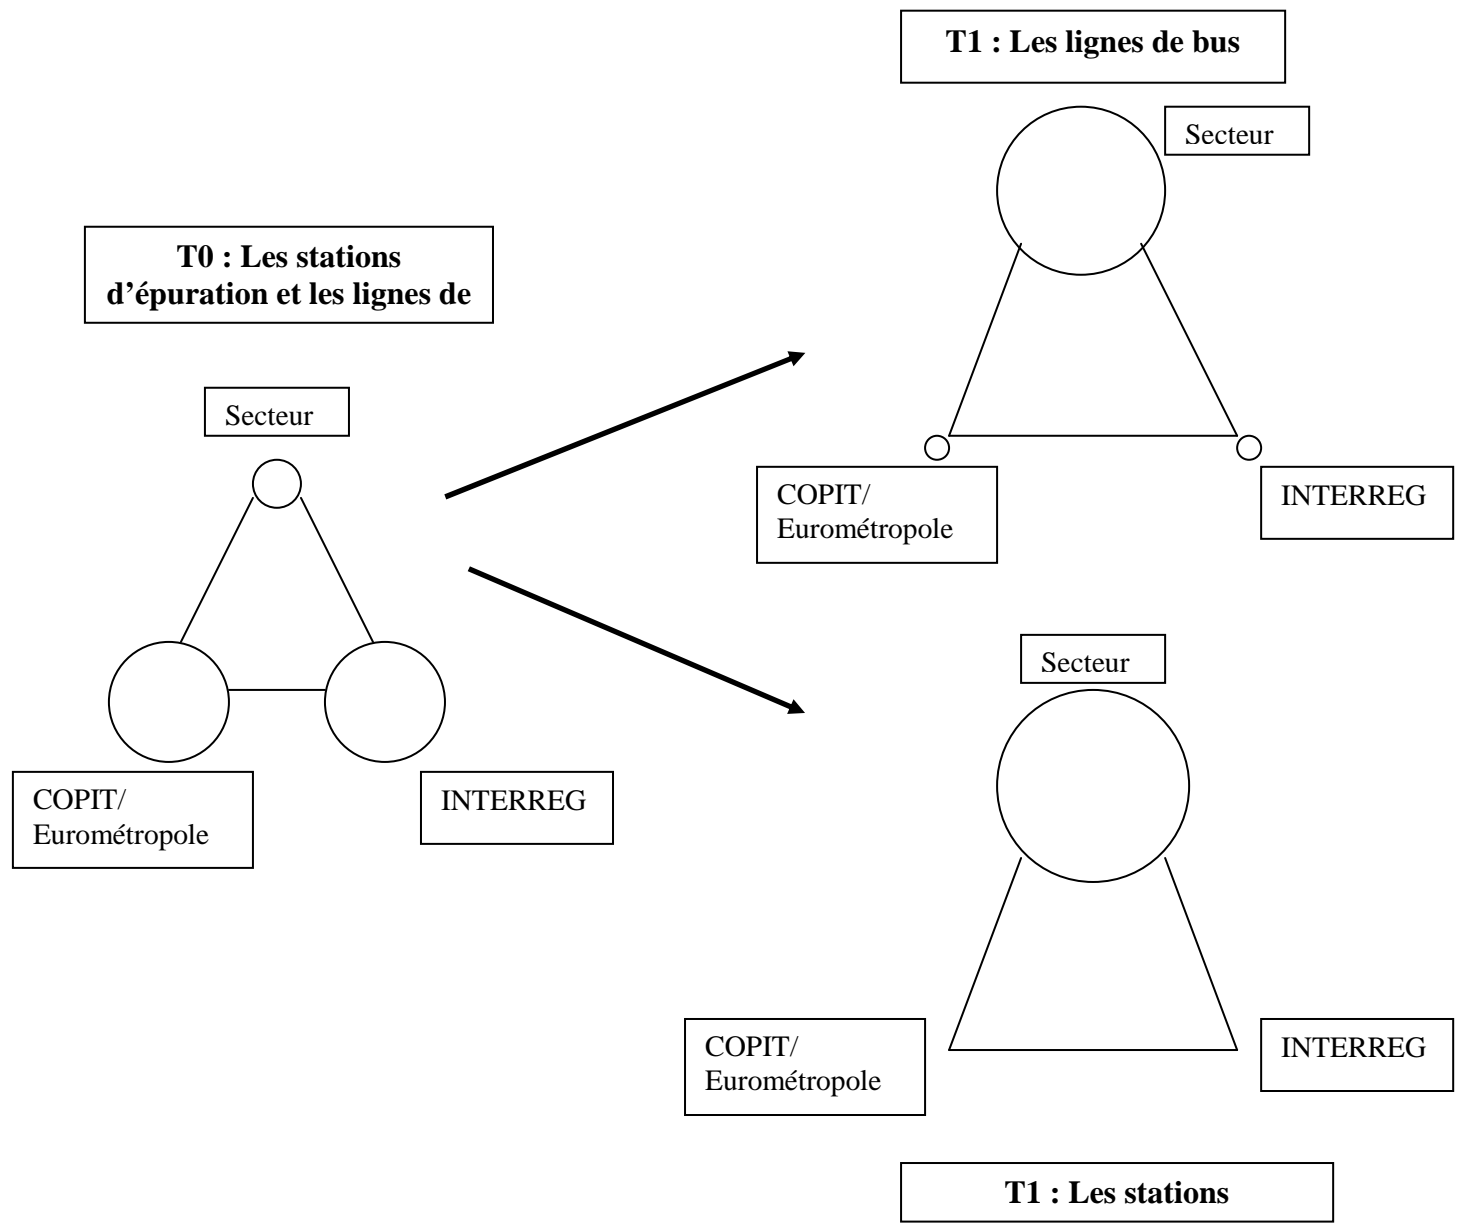 T1 : Les lignes de bus
Secteur
T0 : Les stations
d’épuration et les lignes de
Secteur
COPIT/
Eurométropole
INTERREG
COPIT/
Eurométropole
INTERREG
Secteur
COPIT/
Eurométropole
INTERREG
T1 : Les stations